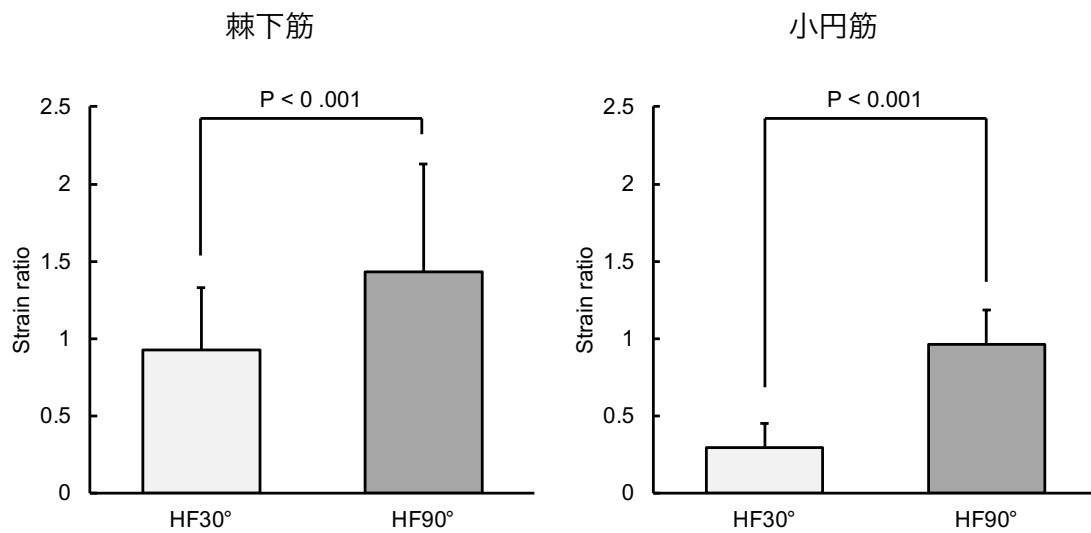 棘下筋
P < 0 .001
2.5
2
1.5
1
0.5
0
Strain ratio
HF30°
HF90°
小円筋
P < 0.001
2.5
2
1.5
1
0.5
0
Strain ratio
HF30°
HF90°